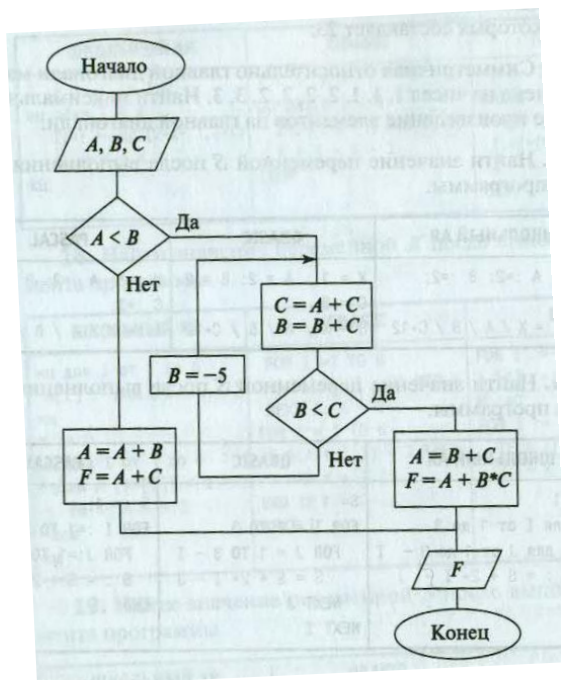 Начало
A, B, C
A < B
Да
Нет
C = A + C
B = B + C
B = –5
B < C
Да
Нет
A = A + B
F = A + C
A = B + C
F = A + B*C
F
Конец